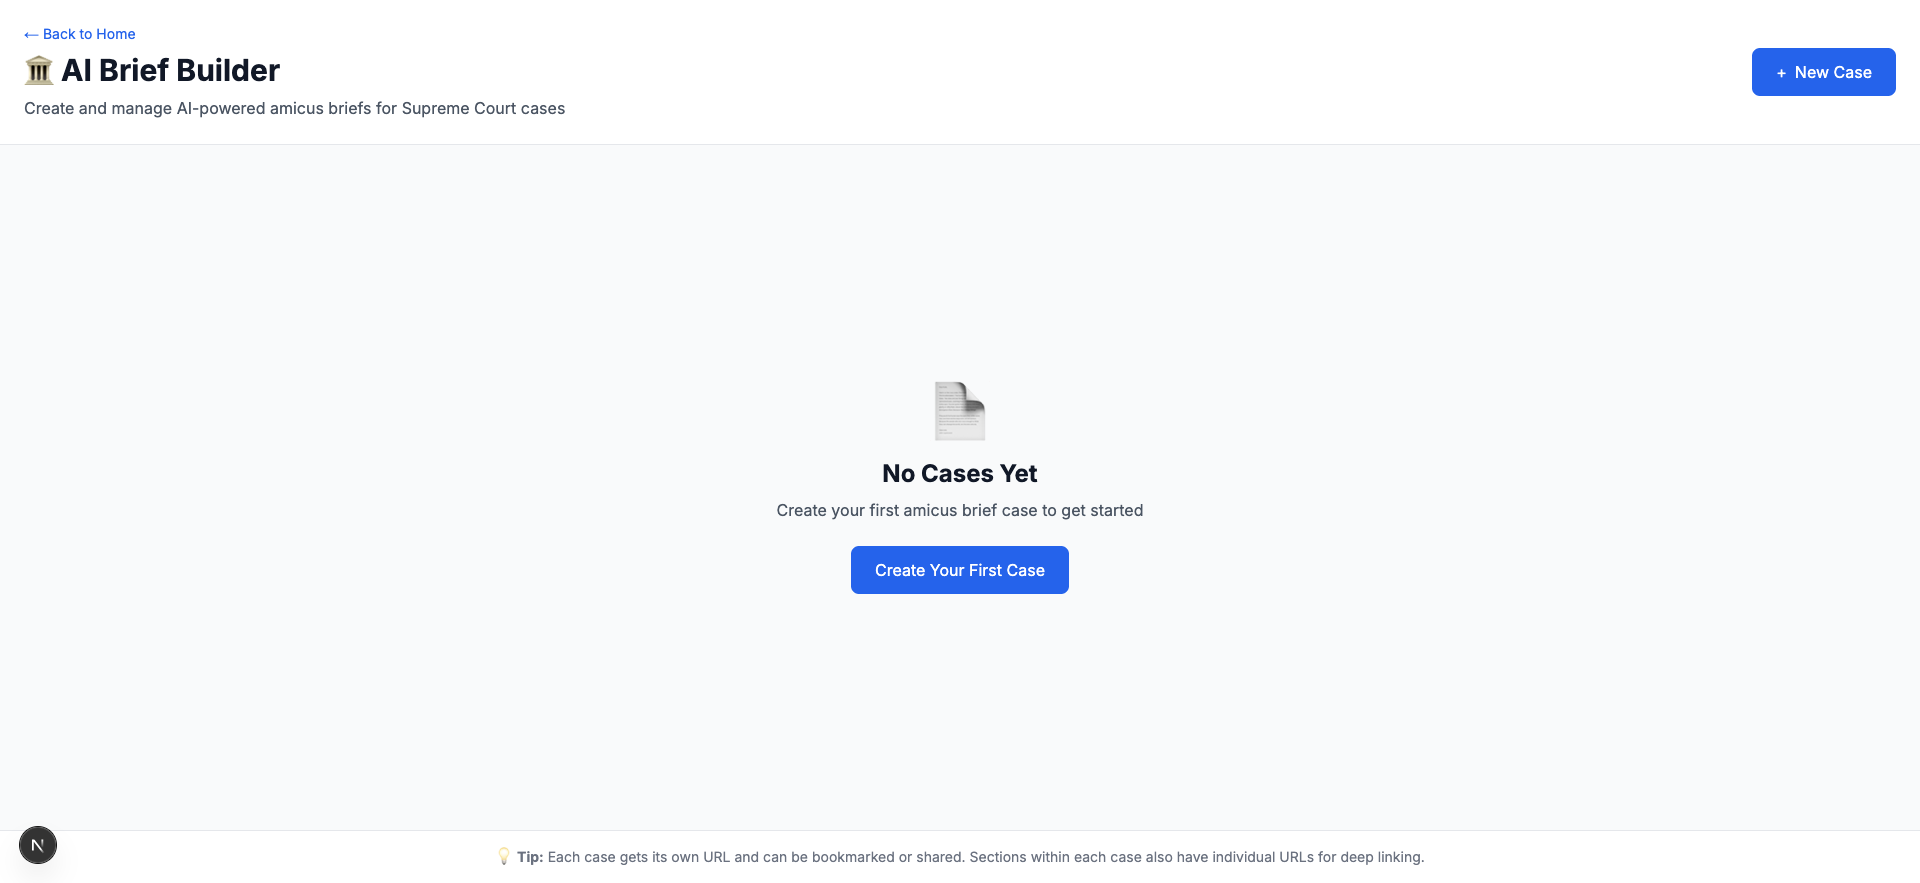 ← Back to Home
🏛️ AI Brief Builder
Create and manage AI-powered amicus briefs for Supreme Court cases
+ New Case
No Cases Yet
Create your first amicus brief case to get started
Create Your First Case
N
💡 Tip: Each case gets its own URL and can be bookmarked or shared. Sections within each case also have individual URLs for deep linking.